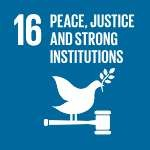 16 PEACE, JUSTICE
AND STRONG
INSTITUTIONS